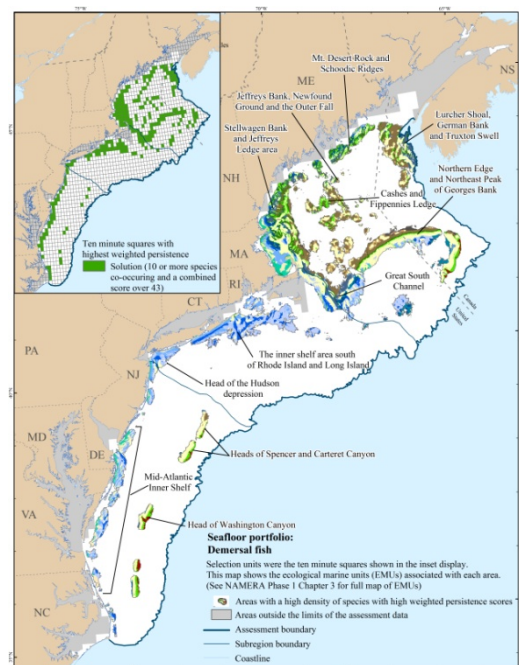 70°W
65°W
75°W
ME
NS
Mt. Desert Rock and
Schoodic Ridges
Jeffreys Bank, Newfound
Ground and the Outer Fall
Stellwagen Bank
and Jeffreys
Ledge area
Lurcher Shoal,
German Bank
and Truxton Swell
Northern Edge
and Northeast Peak
of Georges Bank
NH
Cashes and
Fippennies Ledge
MA
RI
CT
Great South
Channel
Canada
United States
Ten minute squares with
highest weighted persistence
Solution (10 or more species
co-occuring and a combined
score over 43)
PA
NJ
The inner shelf area south
of Rhode Island and Long Island
Head of the Hudson
depression
MD
DE
Heads of Spencer and Carteret Canyon
Mid-Atlantic
Inner Shelf
VA
Head of Washington Canyon
NC
Seafloor portfolio:
Demersal fish
Selection units were the ten minute squares shown in the inset display.
This map shows the ecological marine units (EMUs) associated with each area.
(See NAMERA Phase 1 Chapter 3 for full map of EMUs)
Areas with a high density of species with high weighted persistence scores
Areas outside the limits of the assessment data
Assessment boundary
Subregion boundary
Coastline